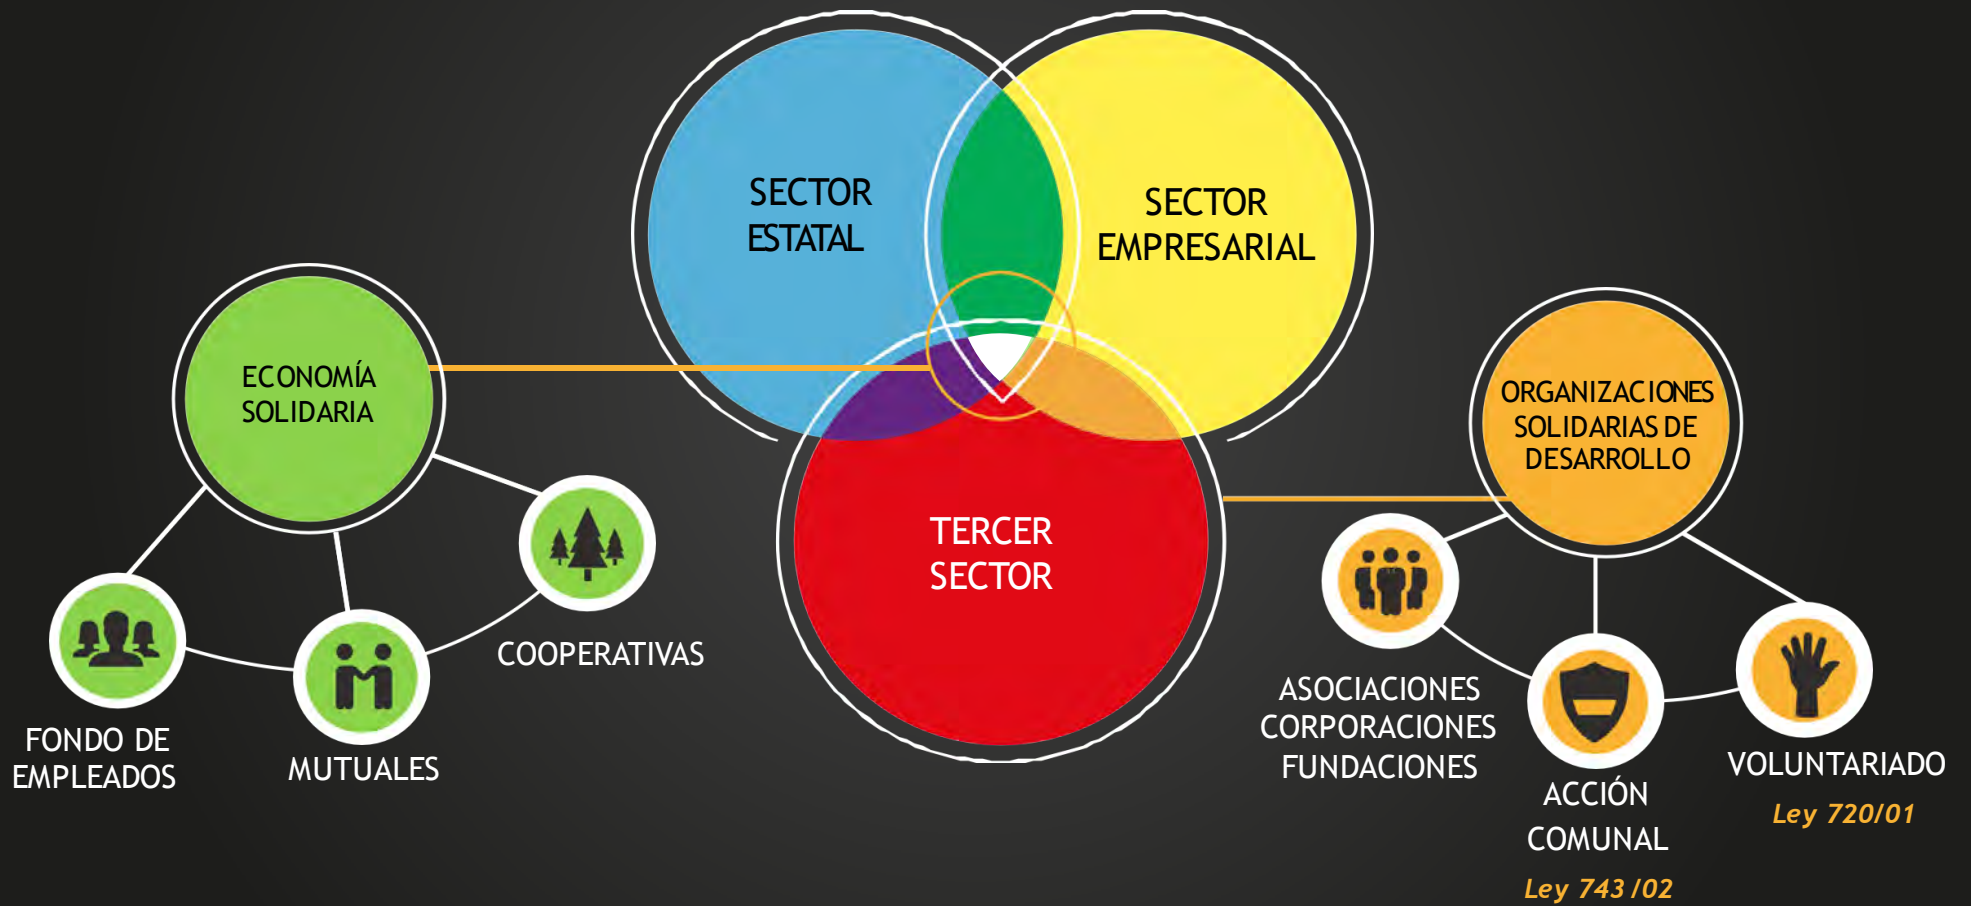 SECTOR
ESTATAL
SECTOR
EMPRESARIAL
TERCER
SECTOR
ECONOMÍA
SOLIDARIA
FONDO DE
EMPLEADOS
MUTUALES
COOPERATIVAS
ORGANIZACIONES
SOLIDARIAS DE
DESARROLLO
ASOCIACIONES
CORPORACIONES
FUNDACIONES
ACCIÓN
COMUNAL
Ley 743/02
VOLUNTARIADO
Ley 720/01